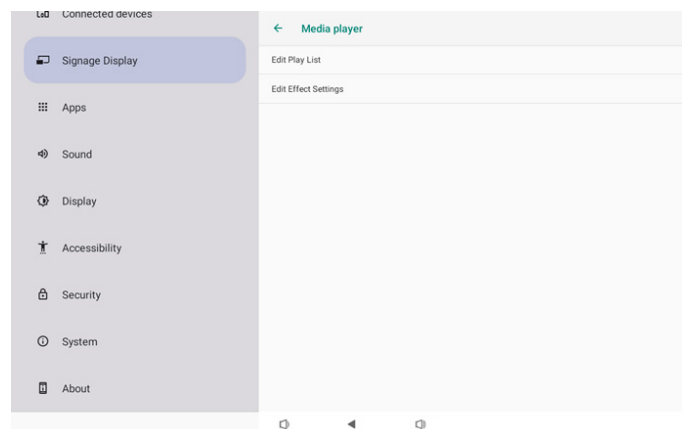 Connected devices
Signage Display
Apps
Sound
Display
Accessibility
Security
System
About
Media player
Edit Play List
Edit Effect Settings